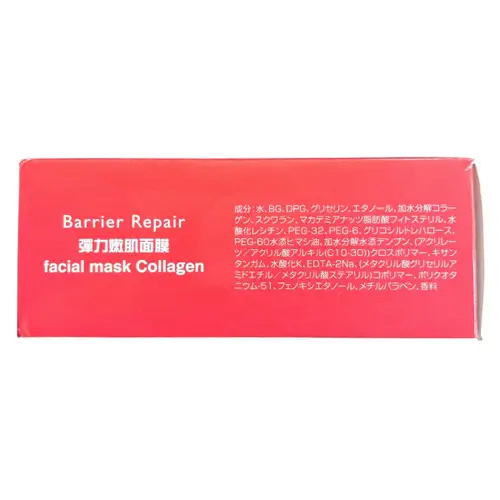 Barrier Repair
彈力嫩肌面膜
facial mask Collagen
成分:水、BG、DPG、グリセリン、エタノール、加水分解コラー
ゲン、スクワラン、マカデミアナッツ脂肪酸フィトステリル、水
酸化レシチン、PEG-32、PEG-6、グリコシルトレハロース、
PEG-60水添ヒマシ油、加水分解水添デンプン、(アクリレー
ツ/アクリル酸アルキル(C10-30))クロスポリマー、キサン
タンガム、水酸化K、EDTA-2Na、(メタクリル酸グリセリルア
ミドエチル/メタクリル酸ステアリル)コポリマー、ポリクオタ
ニウム-51、フェノキシエタノール、メチルパラベン、香料